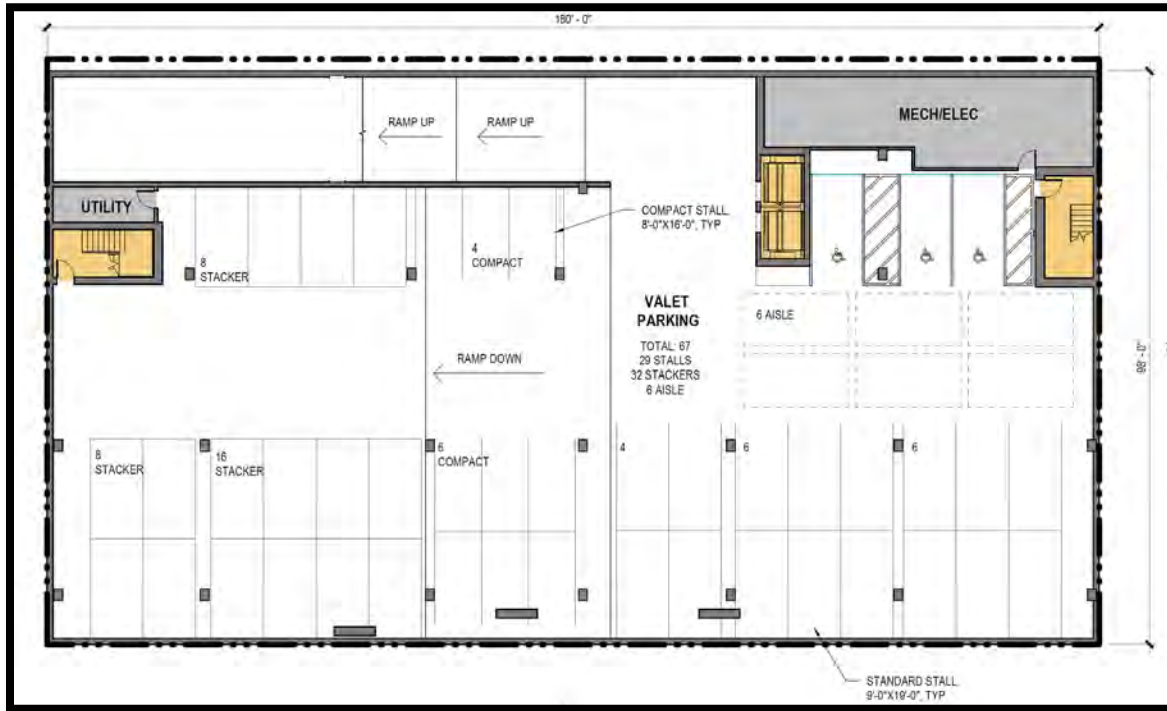 180' - 0"
MECH/ELEC
RAMP UP
RAMP UP
UTILITY
COMPACT STALL
8'-0"X16'-0", TYP
8
STACKER
4
COMPACT
VALET
PARKING
TOTAL: 67
29 STALLS
32 STACKERS
6 AISLE
6 AISLE
RAMP DOWN
98' - 0"
8
STACKER
16
STACKER
6
COMPACT
4
6
6
STANDARD STALL
9'-0"X19'-0", TYP